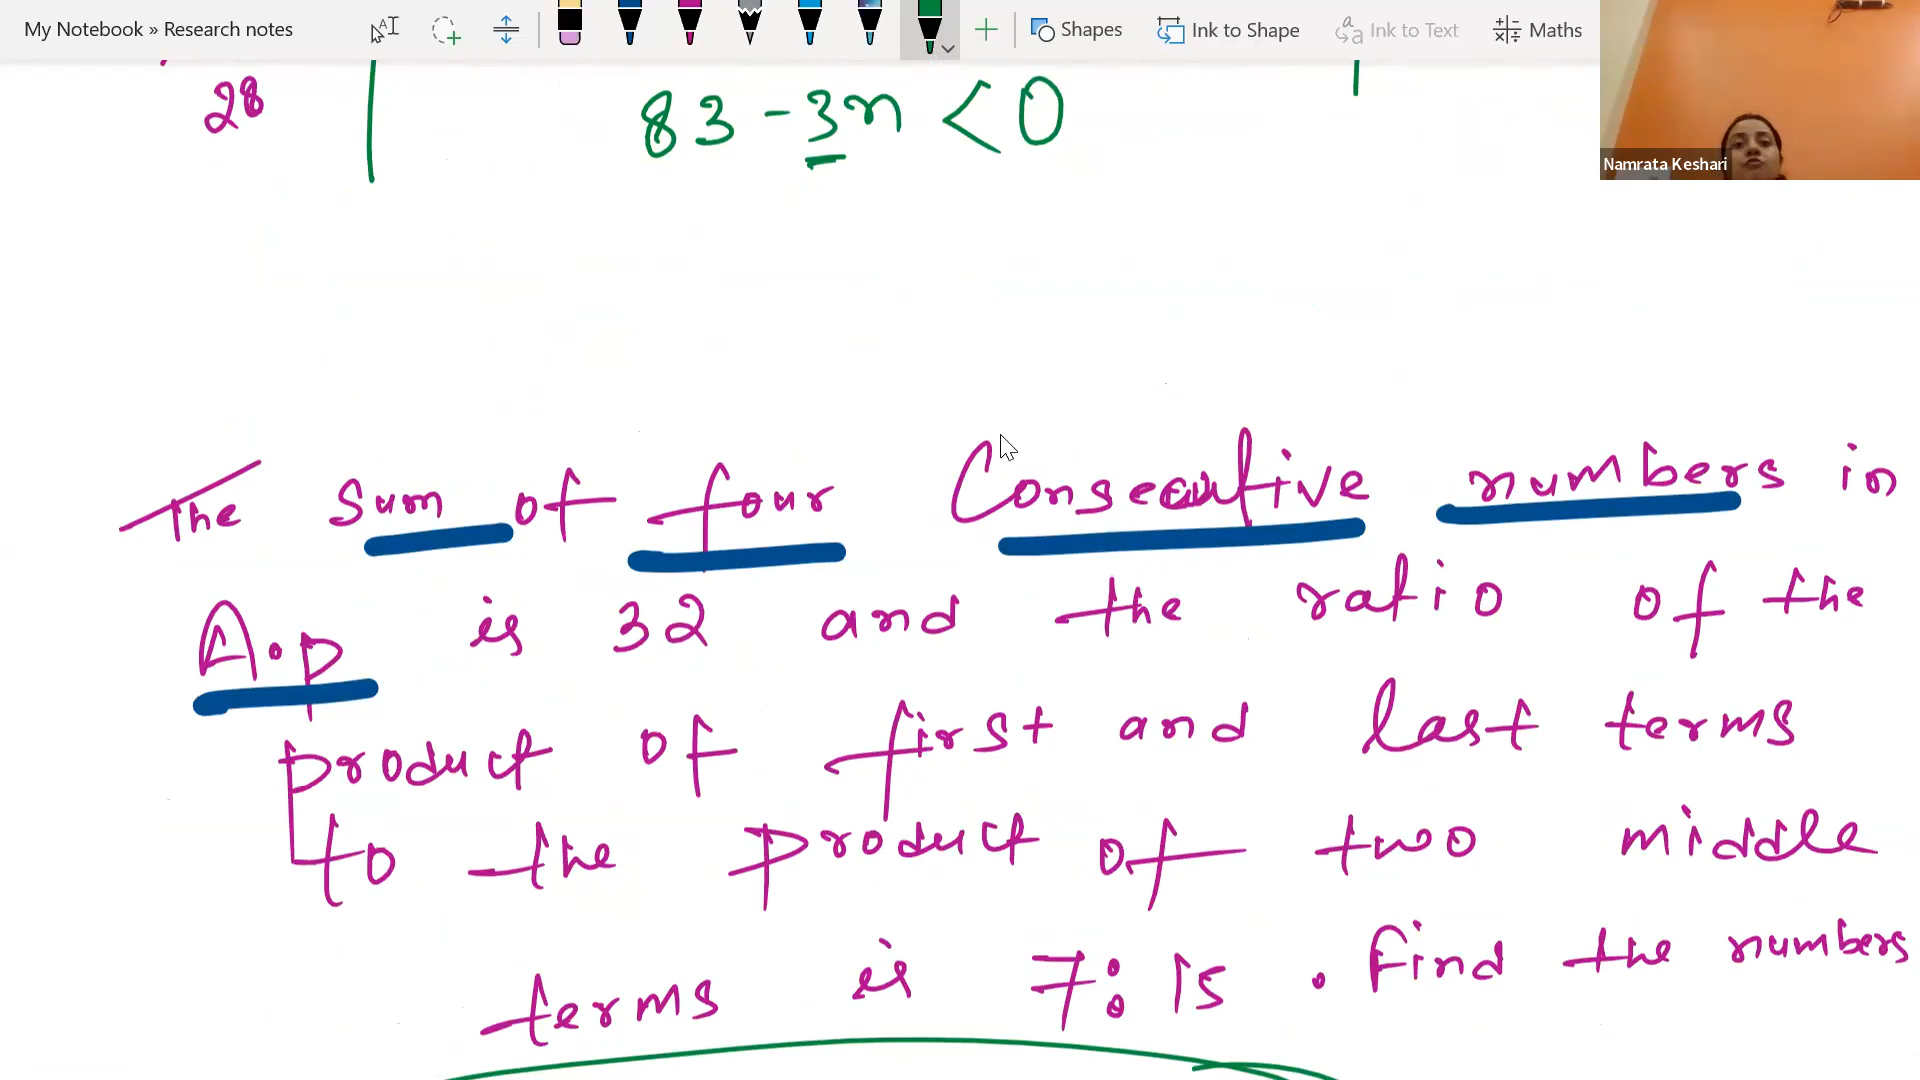 My Notebook » Research notes
Shapes
Ink to Shape
Ink to Text
Maths
Namrata Keshari
28
83 - 3n < 0
The sum of four Consecutive numbers in
A.p is 32 and the ratio of the
product of first and last terms
to the product of two middle
terms is 7:15 . Find the numbers